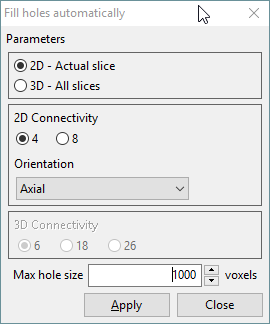 Fill holes automatically
Parameters
2D - Actual slice
3D - All slices
2D Connectivity
4 8
Orientation
Axial
3D Connectivity
6 18 26
Max hole size 1000 voxels
Apply Close